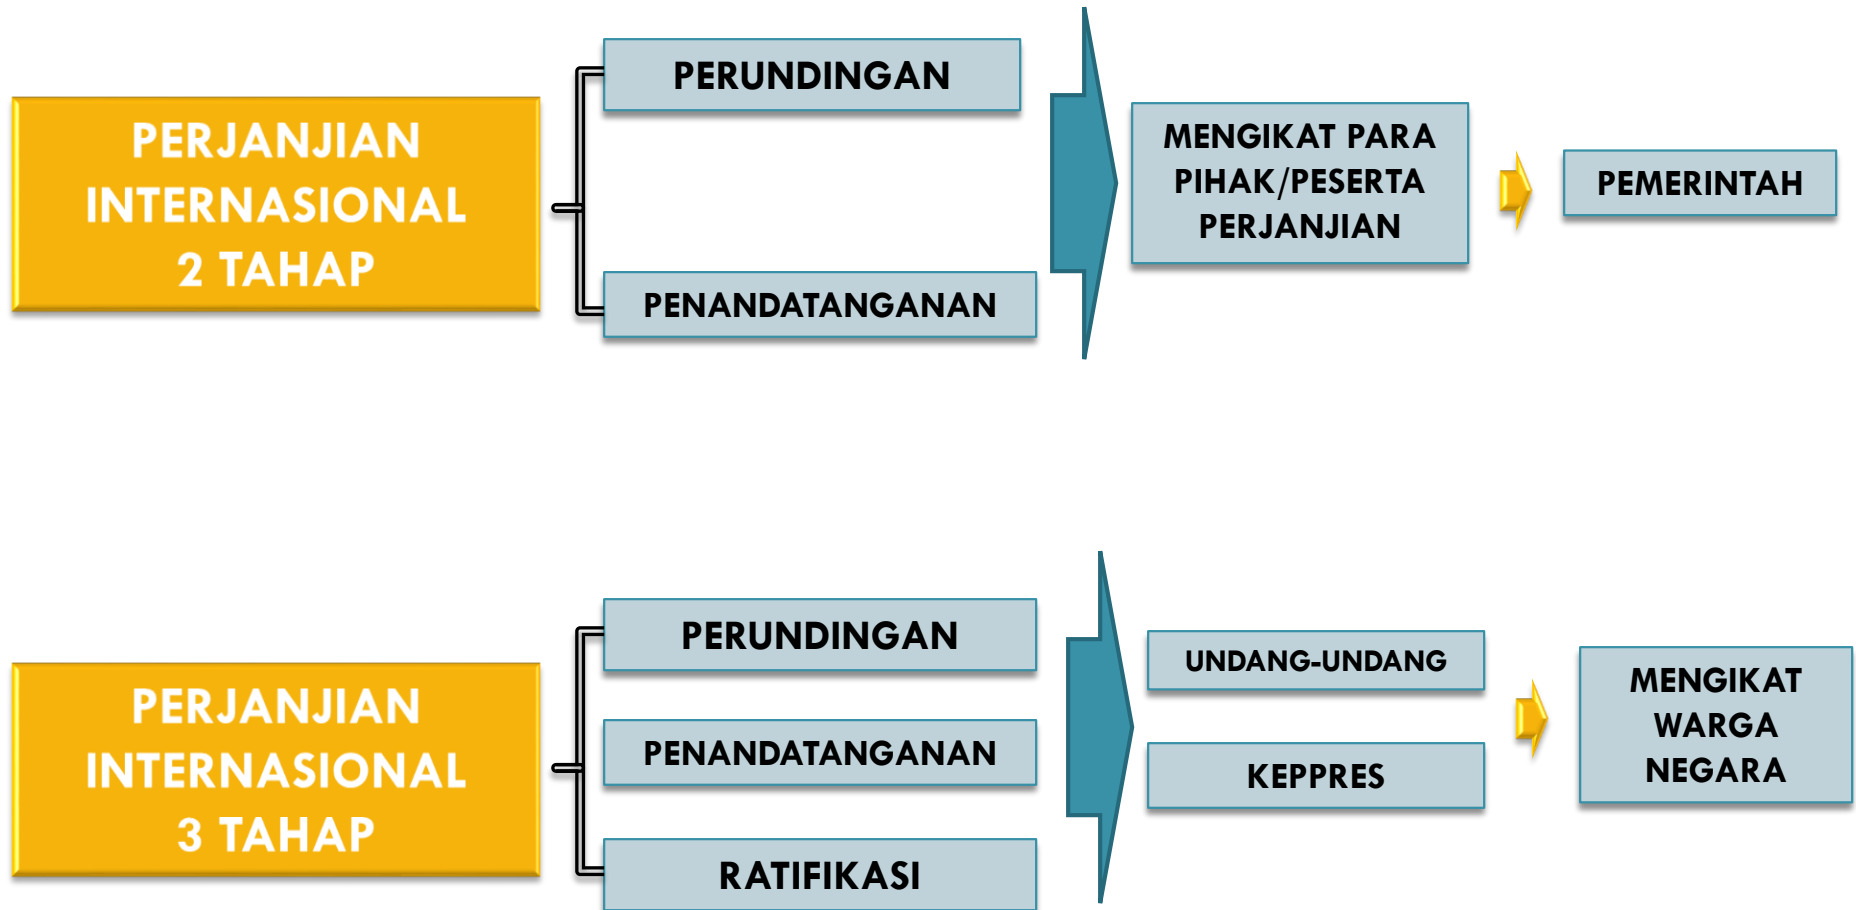 PERJANJIAN
INTERNASIONAL
2 TAHAP
PERUNDINGAN
PENANDATANGANAN
MENGIKAT PARA
PIHAK/PESERTA
PERJANJIAN
PEMERINTAH
PERJANJIAN
INTERNASIONAL
3 TAHAP
PERUNDINGAN
PENANDATANGANAN
RATIFIKASI
UNDANG-UNDANG
KEPPRES
MENGIKAT
WARGA
NEGARA